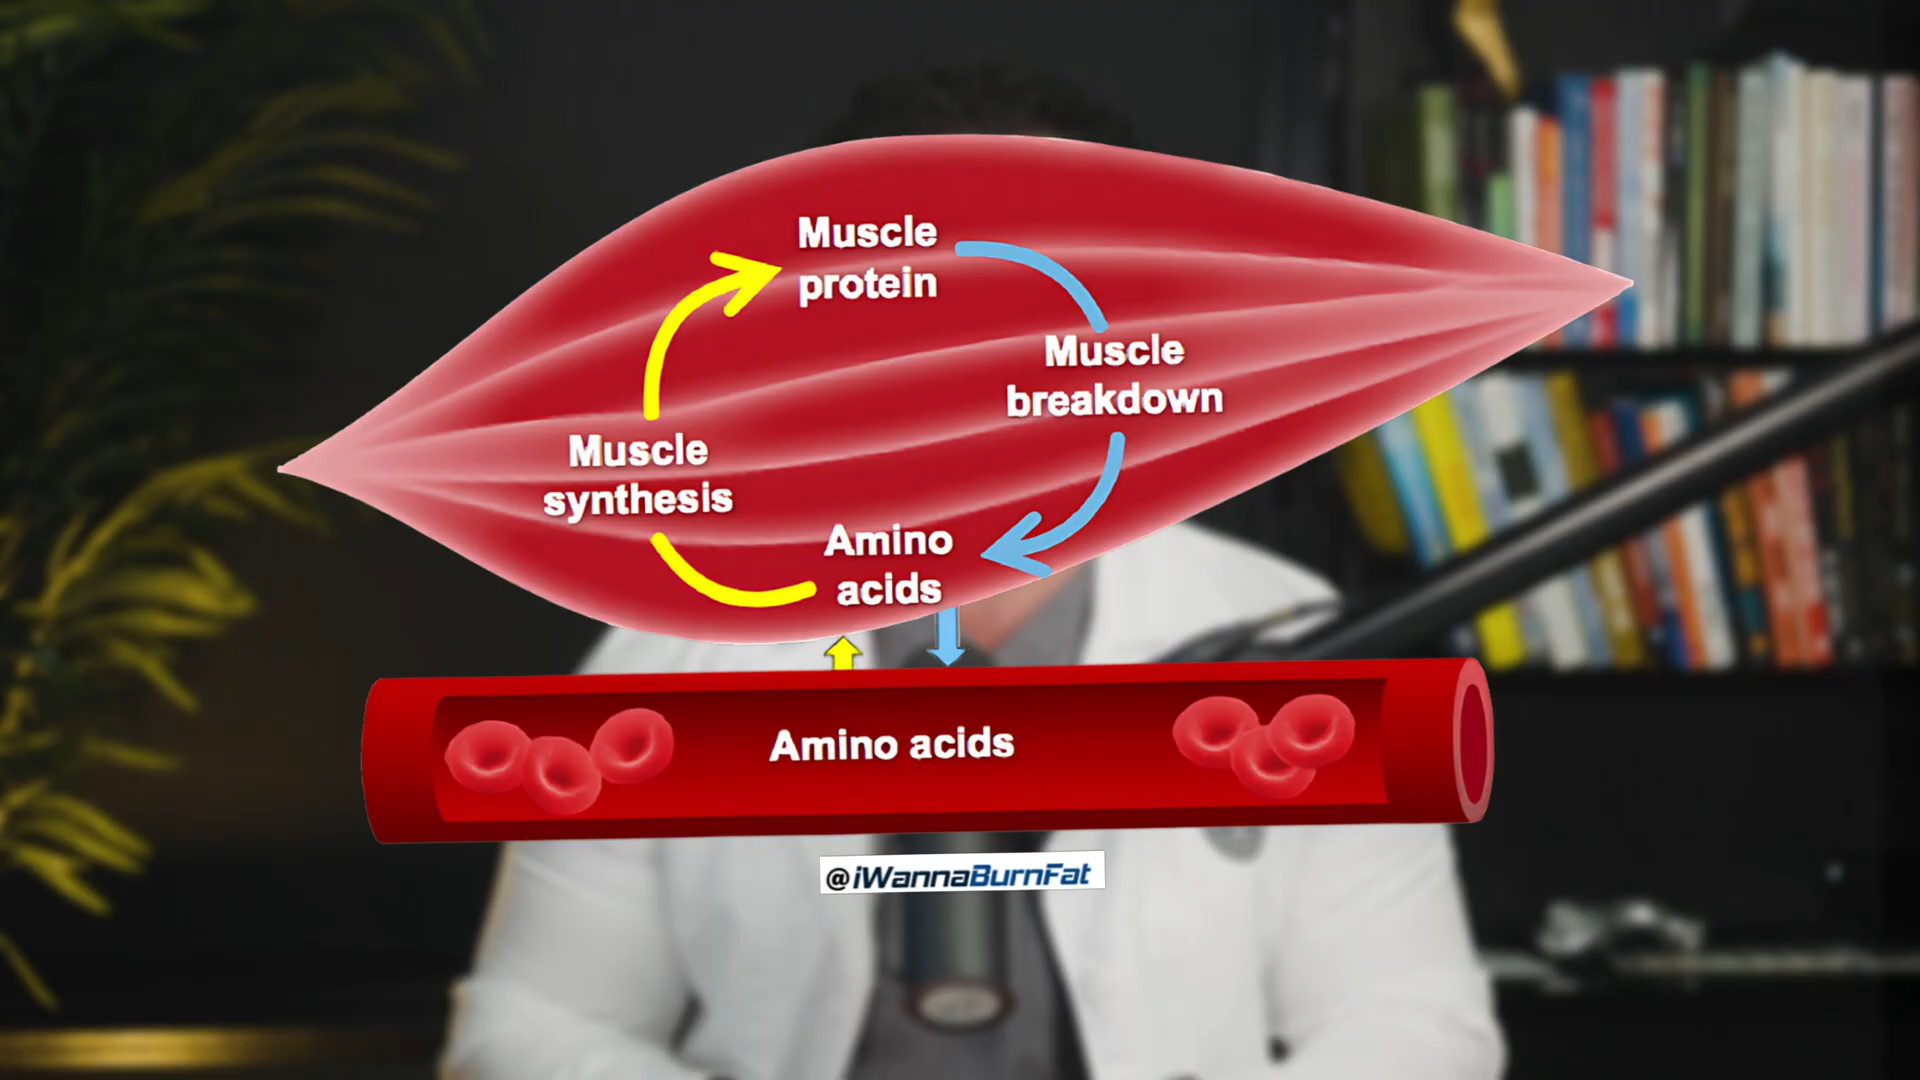 Muscle
protein
Muscle
breakdown
Muscle
synthesis
Amino
acids
Amino acids
@iWannaBurnFat